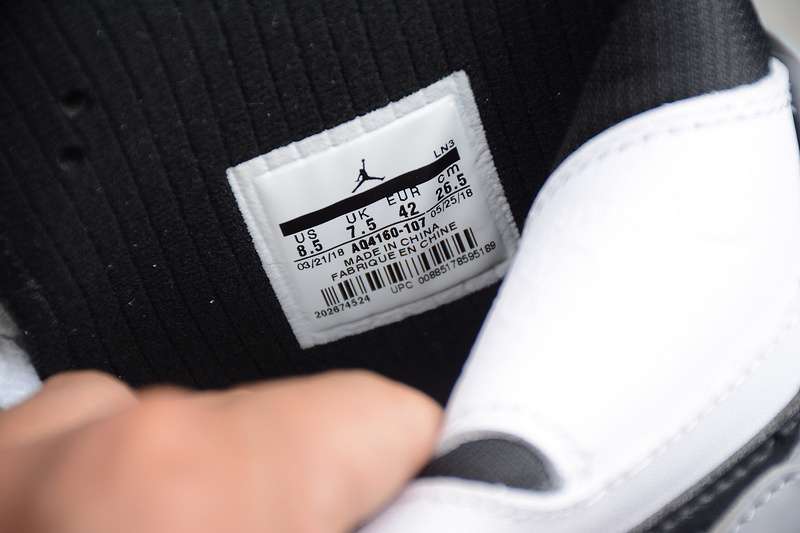 LN3
US UK EUR cm
8.5 7.5 42 26.5
03/21/18 AQ4160-107 05/25/18
MADE IN CHINA
FABRIQUE EN CHINE
202674524 UPC 00885178595169